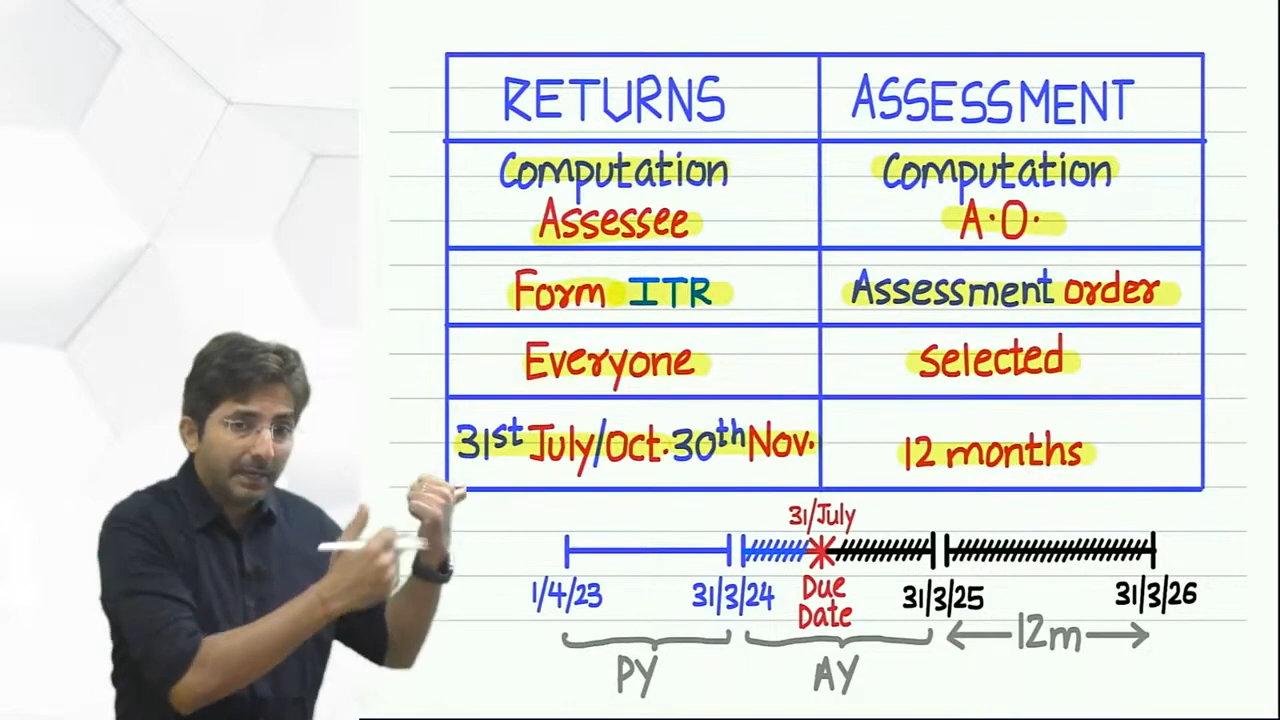 RETURNS
ASSESSMENT
Computation
Assessee
Computation
A.O.
Form ITR
Assessment order
Everyone
selected
31st July/Oct. 30th Nov.
12 months
31/July
1/4/23
31/3/24
Due
Date
31/3/25
31/3/26
12m
PY
AY